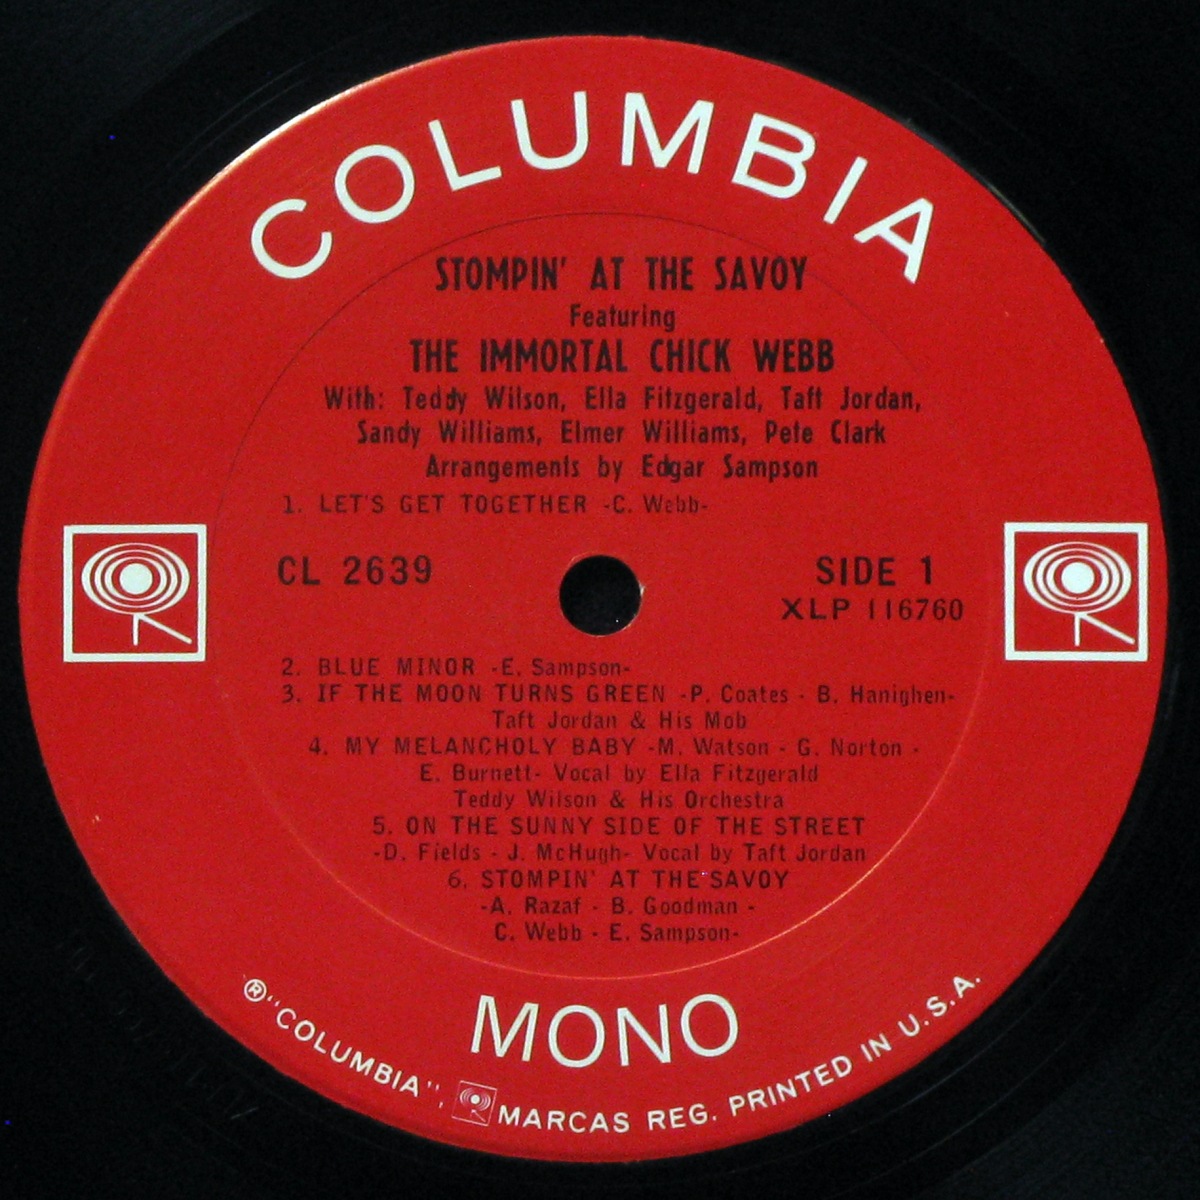 COLUMBIA
STOMPIN' AT THE SAVOY
Featuring
THE IMMORTAL CHICK WEBB
With: Teddy Wilson, Ella Fitzgerald, Taft Jordan,
Sandy Williams, Elmer Williams, Pete Clark
Arrangements by Edgar Sampson
1. LET'S GET TOGETHER -C. Webb-
CL 2639
SIDE 1
XLP 116760
2. BLUE MINOR -E. Sampson-
3. IF THE MOON TURNS GREEN -P. Coates - B. Hanighen-
Taft Jordan & His Mob
4. MY MELANCHOLY BABY -M. Watson - G. Norton -
E. Burnett- Vocal by Ella Fitzgerald
Teddy Wilson & His Orchestra
5. ON THE SUNNY SIDE OF THE STREET
-D. Fields - J. McHugh- Vocal by Taft Jordan
6. STOMPIN' AT THE SAVOY
-A. Razaf - B. Goodman -
C. Webb - E. Sampson-
MONO
® "COLUMBIA", MARCAS REG. PRINTED IN U.S.A.